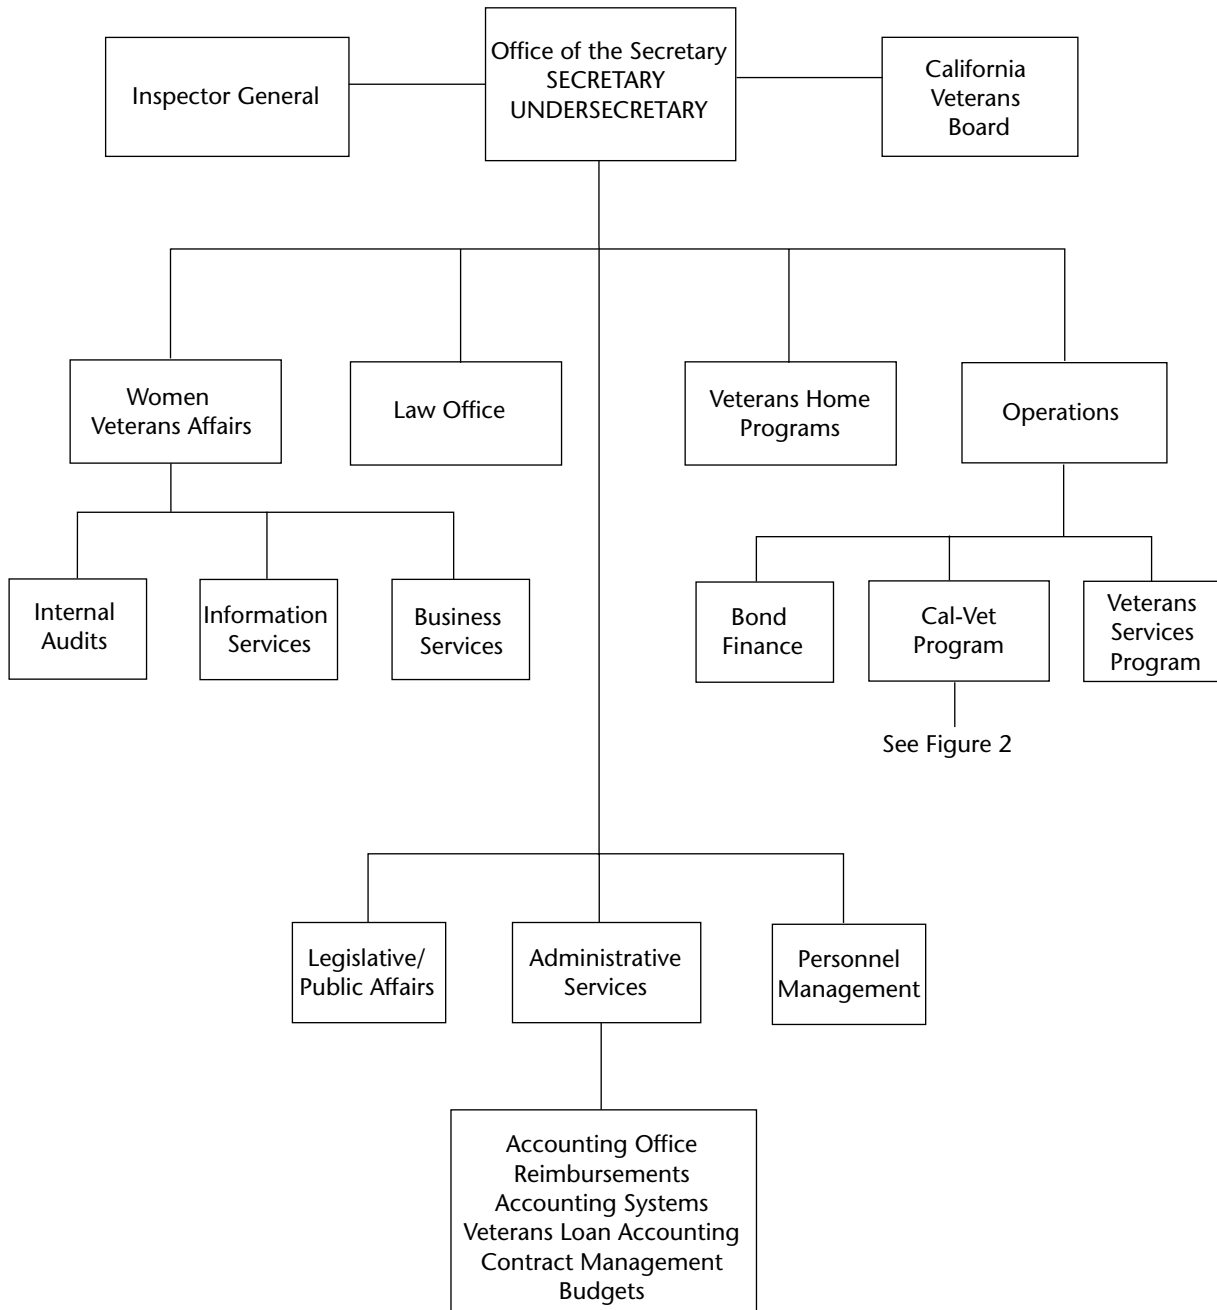 Inspector General
Office of the Secretary
SECRETARY
UNDERSECRETARY
California
Veterans
Board
Women
Veterans Affairs
Law Office
Veterans Home
Programs
Operations
Internal
Audits
Information
Services
Business
Services
Bond
Finance
Cal-Vet
Program
Veterans
Services
Program
See Figure 2
Legislative/
Public Affairs
Administrative
Services
Personnel
Management
Accounting Office
Reimbursements
Accounting Systems
Veterans Loan Accounting
Contract Management
Budgets